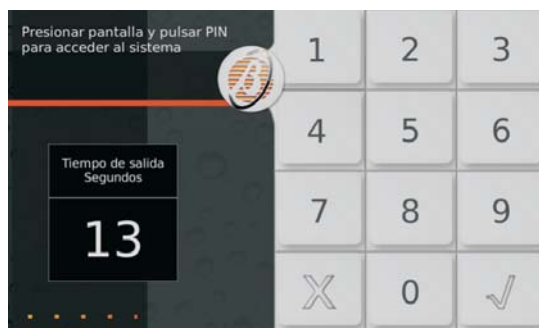 Presionar pantalla y pulsar PIN
para acceder al sistema
1 2 3
4 5 6
Tiempo de salida
Segundos
13
7 8 9
X 0 √